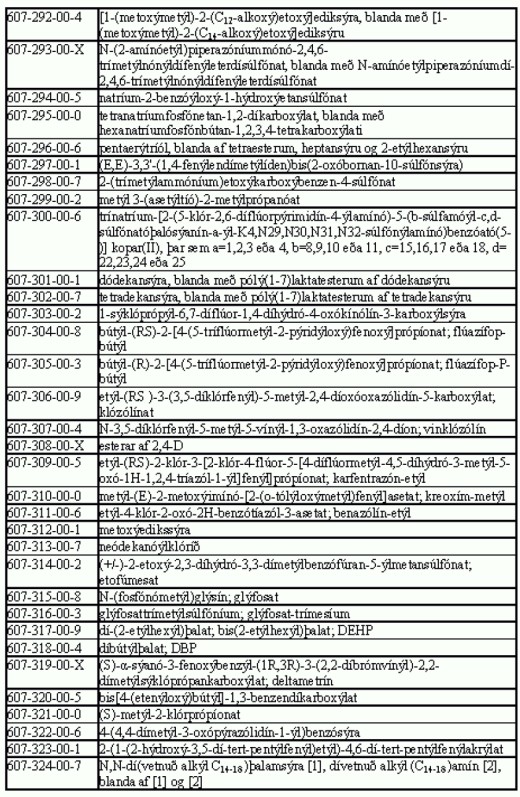 607-292-00-4 [1-(metoxýmetýl)-2-(C₁₂-alkoxý)etoxý]ediksýra, blanda með [1-
(metoxýmetýl)-2-(C₁₄-alkoxý)etoxý]ediksýru
607-293-00-X N-(2-amínóetýl)piperazóníummónó-2,4,6-
trímetýlnónýldífenýleterdísúlfónat, blanda með N-amínóetýlpiperazóníumdí-
2,4,6-trímetýlnónýldífenýleterdísúlfónat
607-294-00-5 natríum-2-benzóýloxý-1-hýdroxýetansúlfónat
607-295-00-0 tetranatríumfosfónetan-1,2-díkarboxýlat, blanda með
hexanatríumfosfónbútan-1,2,3,4-tetrakarboxýlati
607-296-00-6 pentaerýtríól, blanda af tetraesterum, heptansýru og 2-etýlhexansýru
607-297-00-1 (E,E)-3,3'-(1,4-fenýlendímetýlíden)bis(2-oxóbornan-10-súlfónsýra)
607-298-00-7 2-(trímetýlammóníum)etoxýkarboxýbenzen-4-súlfónat
607-299-00-2 metýl 3-(asetýltíó)-2-metýlprópanóat
607-300-00-6 trínatríum-[2-(5-klór-2,6-díflúorpýrimidín-4-ýlamínó)-5-(b-súlfamóýl-c,d-
súlfónatóþalósýanín-a-ýl-K4,N29,N30,N31,N32-súlfónýlamínó)benzóató(5-
)] kopar(II), þar sem a=1,2,3 eða 4, b=8,9,10 eða 11, c=15,16,17 eða 18, d=
22,23,24 eða 25
607-301-00-1 dódekansýra, blanda með pólý(1-7)laktatesterum af dódekansýru
607-302-00-7 tetradekansýra, blanda með pólý(1-7)laktatesterum af tetradekansýru
607-303-00-2 1-sýklóprópýl-6,7-díflúor-1,4-díhýdró-4-oxókínólín-3-karboxýlsýra
607-304-00-8 bútýl-(RS)-2-[4-(5-tríflúormetýl-2-pýridýloxý)fenoxý]própíonat; flúazífop-
bútýl
607-305-00-3 bútýl-(R)-2-[4-(5-tríflúormetýl-2-pýridýloxý)fenoxý]própíonat; flúazífop-P-
bútýl
607-306-00-9 etýl-(RS )-3-(3,5-díklórfenýl)-5-metýl-2,4-díoxóoxazólidín-5-karboxýlat;
klózólínat
607-307-00-4 N-3,5-díklórfenýl-5-metýl-5-vínýl-1,3-oxazólidín-2,4-díon; vinklózólín
607-308-00-X esterar af 2,4-D
607-309-00-5 etýl-(RS)-2-klór-3-[2-klór-4-flúor-5-[4-díflúormetýl-4,5-díhýdró-3-metýl-5-
oxó-1H-1,2,4-tríazól-1-ýl]fenýl]própíonat; karfentrazón-etýl
607-310-00-0 metýl-(E)-2-metoxýimínó-[2-(o-tólýloxýmetýl)fenýl]asetat; kreoxím-metýl
607-311-00-6 etýl-4-klór-2-oxó-2H-benzótíazól-3-asetat; benazólín-etýl
607-312-00-1 metoxýedikssýra
607-313-00-7 neódekanóýlklóríð
607-314-00-2 (+/-)-2-etoxý-2,3-díhýdró-3,3-dímetýlbenzófúran-5-ýlmetansúlfónat;
etofúmesat
607-315-00-8 N-(fosfónómetýl)glýsín; glýfosat
607-316-00-3 glýfosattrímetýlsúlfóníum; glýfosat-trímesíum
607-317-00-9 dí-(2-etýlhexýl)þalat; bis(2-etýlhexýl)þalat; DEHP
607-318-00-4 díbútýlþalat; DBP
607-319-00-X (S)-α-sýanó-3-fenoxýbenzýl-(1R,3R)-3-(2,2-díbrómvínýl)-2,2-
dímetýlsýklóprópankarboxýlat; deltametrín
607-320-00-5 bis[4-(etenýloxý)bútýl]-1,3-benzendíkarboxýlat
607-321-00-0 (S)-metýl-2-klórprópíonat
607-322-00-6 4-(4,4-dímetýl-3-oxópýrazólidín-1-ýl)benzósýra
607-323-00-1 2-(1-(2-hýdroxý-3,5-dí-tert-pentýlfenýl)etýl)-4,6-dí-tert-pentýlfenýlakrýlat
607-324-00-7 N,N-dí(vetnuð alkýl C₁₄-₁₈)þalamsýra [1], dívetnuð alkýl (C₁₄-₁₈)amín [2],
blanda af [1] og [2]